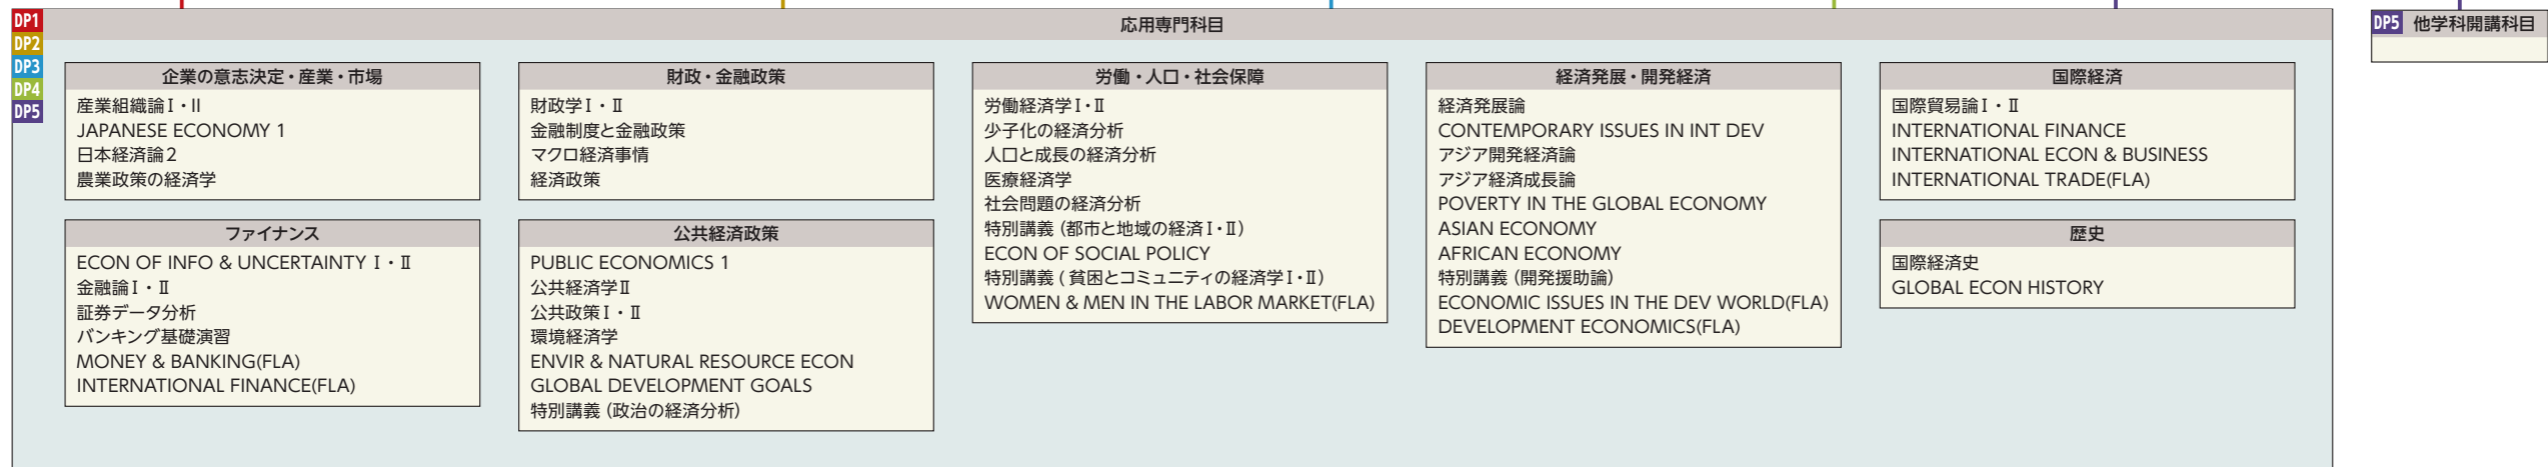 DP1
DP2
DP3
DP4
DP5
応用専門科目
企業の意志決定・産業・市場
産業組織論Ⅰ・II
JAPANESE ECONOMY 1
日本経済論2
農業政策の経済学
ファイナンス
ECON OF INFO & UNCERTAINTY Ⅰ・Ⅱ
金融論Ⅰ・Ⅱ
証券データ分析
バンキング基礎演習
MONEY & BANKING(FLA)
INTERNATIONAL FINANCE(FLA)
財政・金融政策
財政学Ⅰ・Ⅱ
金融制度と金融政策
マクロ経済事情
経済政策
公共経済政策
PUBLIC ECONOMICS 1
公共経済学Ⅱ
公共政策Ⅰ・Ⅱ
環境経済学
ENVIR & NATURAL RESOURCE ECON
GLOBAL DEVELOPMENT GOALS
特別講義（政治の経済分析）
労働・人口・社会保障
労働経済学Ⅰ・Ⅱ
少子化の経済分析
人口と成長の経済分析
医療経済学
社会問題の経済分析
特別講義（都市と地域の経済Ⅰ・Ⅱ）
ECON OF SOCIAL POLICY
特別講義 ( 貧困とコミュニティの経済学Ⅰ・Ⅱ）
WOMEN & MEN IN THE LABOR MARKET(FLA)
経済発展・開発経済
経済発展論
CONTEMPORARY ISSUES IN INT DEV
アジア開発経済論
アジア経済成長論
POVERTY IN THE GLOBAL ECONOMY
ASIAN ECONOMY
AFRICAN ECONOMY
特別講義（開発援助論）
ECONOMIC ISSUES IN THE DEV WORLD(FLA)
DEVELOPMENT ECONOMICS(FLA)
国際経済
国際貿易論Ⅰ・Ⅱ
INTERNATIONAL FINANCE
INTERNATIONAL ECON & BUSINESS
INTERNATIONAL TRADE(FLA)
歴史
国際経済史
GLOBAL ECON HISTORY
DP5 他学科開講科目